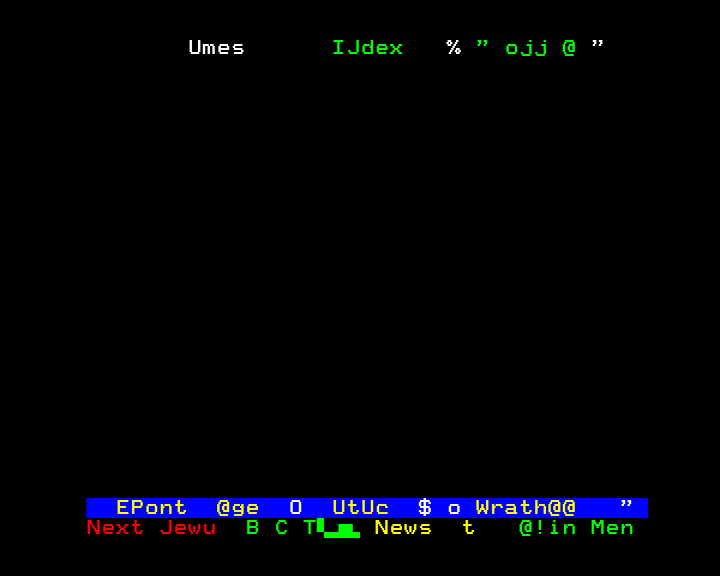 Umes IJdex % " ojj @ "
EPont @ge O UtUc $ o Wrath@@ "
Next Jewu B C T News t @!in Men